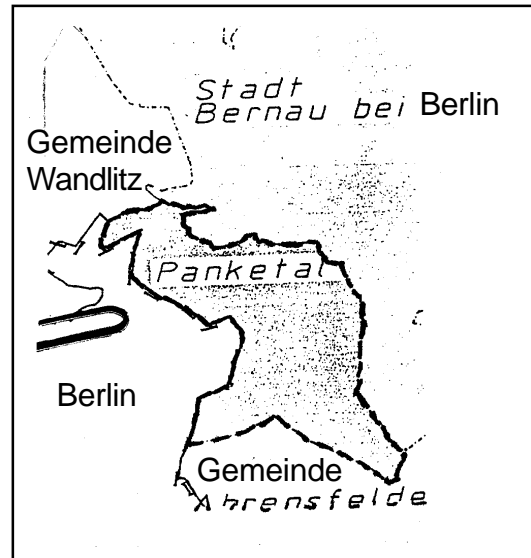 Stadt
Bernau bei Berlin
Gemeinde
Wandlitz
Panketal
Berlin
Gemeinde
Ahrensfelde